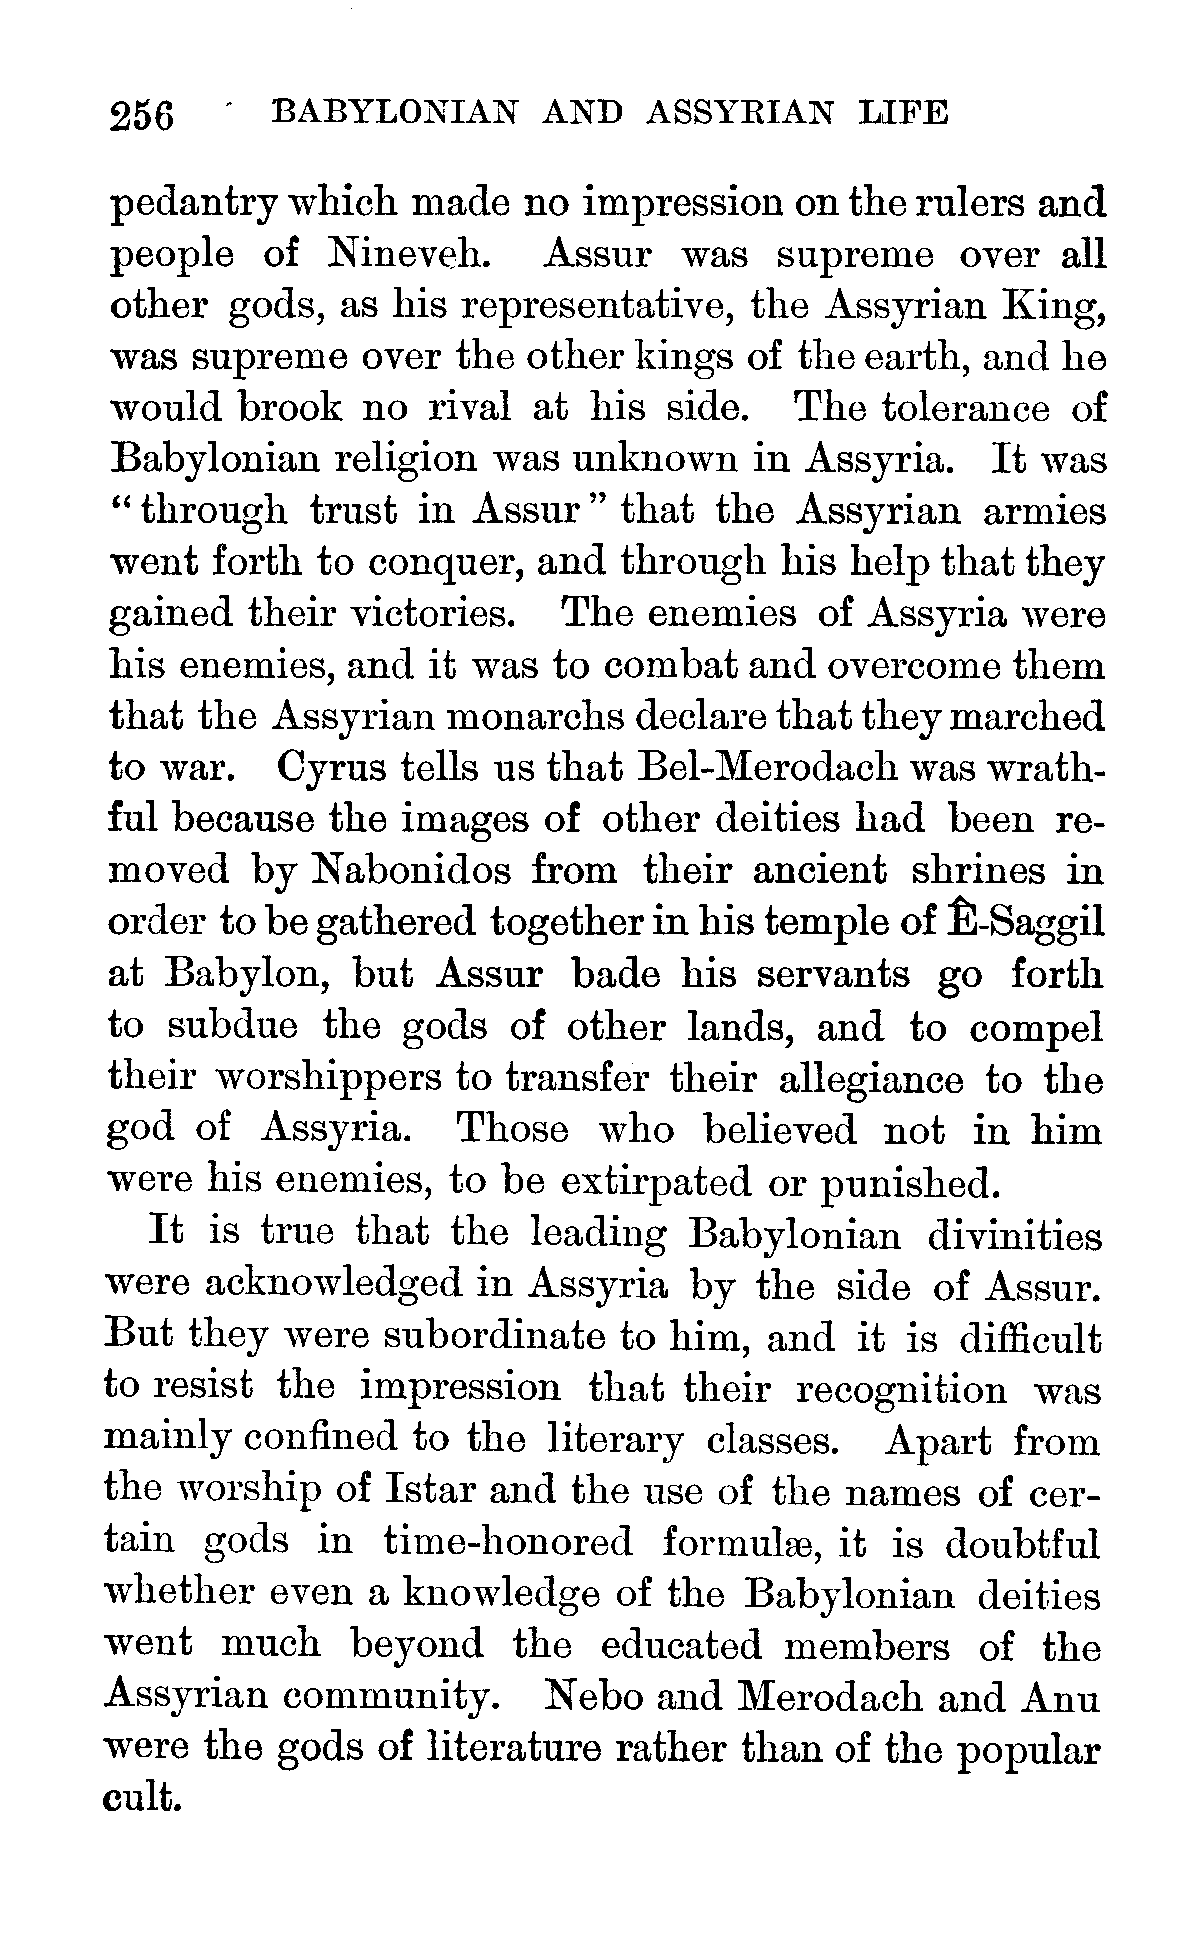 256 BABYLONIAN AND ASSYRIAN LIFE
pedantry which made no impression on the rulers and
people of Nineveh. Assur was supreme over all
other gods, as his representative, the Assyrian King,
was supreme over the other kings of the earth, and he
would brook no rival at his side. The tolerance of
Babylonian religion was unknown in Assyria. It was
“through trust in Assur” that the Assyrian armies
went forth to conquer, and through his help that they
gained their victories. The enemies of Assyria were
his enemies, and it was to combat and overcome them
that the Assyrian monarchs declare that they marched
to war. Cyrus tells us that Bel-Merodach was wrath-
ful because the images of other deities had been re-
moved by Nabonidos from their ancient shrines in
order to be gathered together in his temple of Ê-Saggil
at Babylon, but Assur bade his servants go forth
to subdue the gods of other lands, and to compel
their worshippers to transfer their allegiance to the
god of Assyria. Those who believed not in him
were his enemies, to be extirpated or punished.
It is true that the leading Babylonian divinities
were acknowledged in Assyria by the side of Assur.
But they were subordinate to him, and it is difficult
to resist the impression that their recognition was
mainly confined to the literary classes. Apart from
the worship of Istar and the use of the names of cer-
tain gods in time-honored formulæ, it is doubtful
whether even a knowledge of the Babylonian deities
went much beyond the educated members of the
Assyrian community. Nebo and Merodach and Anu
were the gods of literature rather than of the popular
cult.